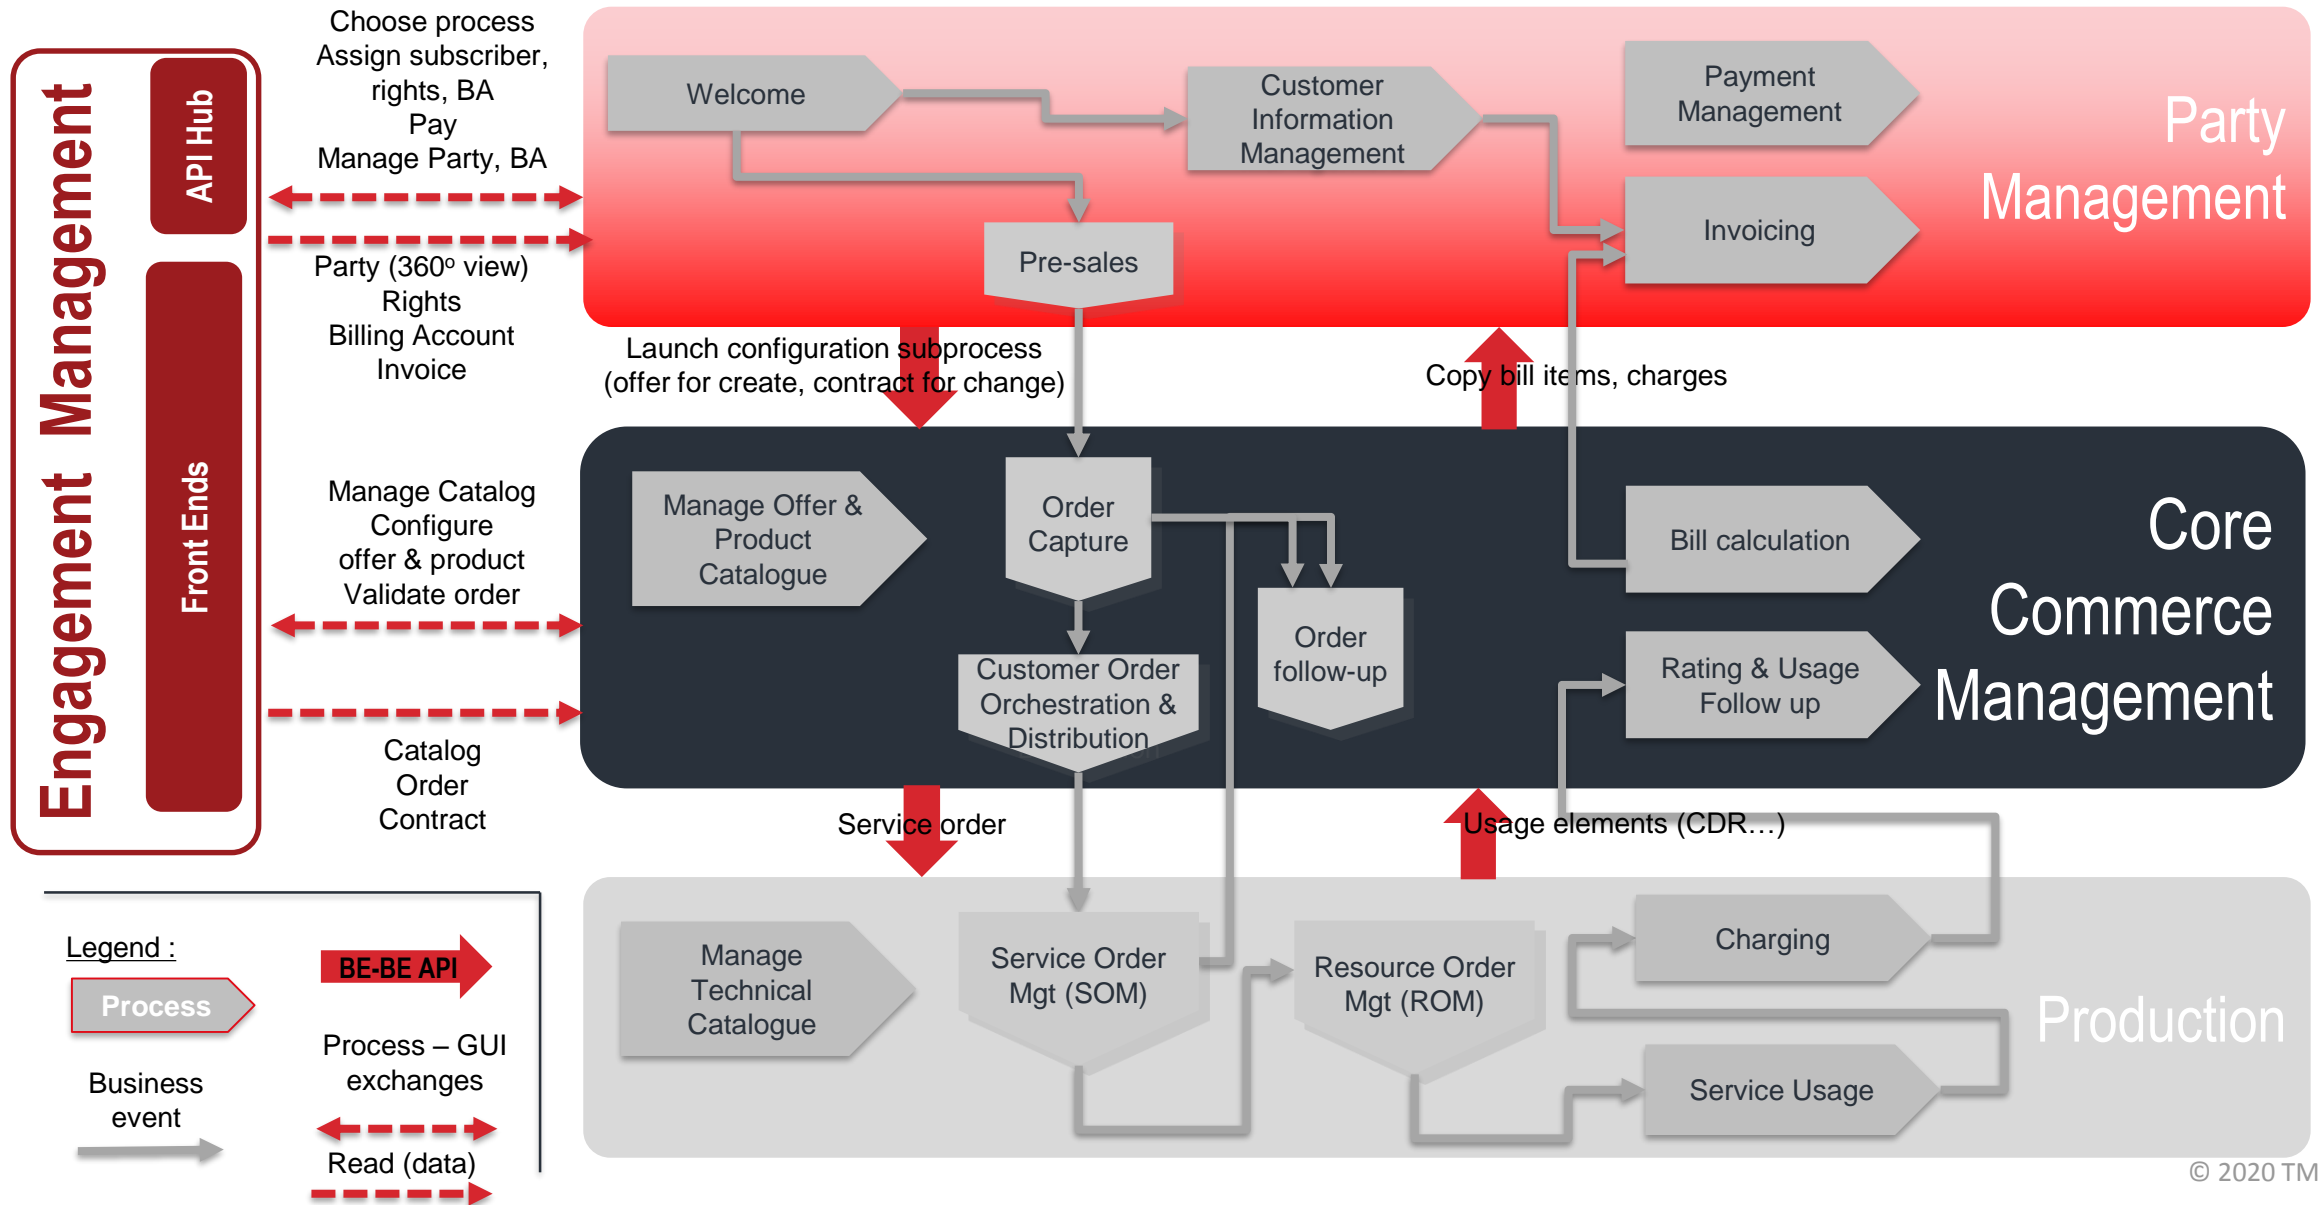 Engagement Management
API Hub
Front Ends
Choose process
Assign subscriber,
rights, BA
Pay
Manage Party, BA
Party (360º view)
Rights
Billing Account
Invoice
Manage Catalog
Configure
offer & product
Validate order
Catalog
Order
Contract
Welcome
Customer
Information
Management
Payment
Management
Party
Management
Pre-sales
Invoicing
Launch configuration subprocess
(offer for create, contract for change)
Copy bill items, charges
Manage Offer &
Product
Catalogue
Order
Capture
Customer Order
Orchestration &
Distribution
Order
follow-up
Bill calculation
Rating & Usage
Follow up
Core
Commerce
Management
Service order
Usage elements (CDR…)
Manage
Technical
Catalogue
Service Order
Mgt (SOM)
Resource Order
Mgt (ROM)
Charging
Service Usage
Production
Legend :
Process
Business
event
BE-BE API
Process – GUI
exchanges
Read (data)
© 2020 TM